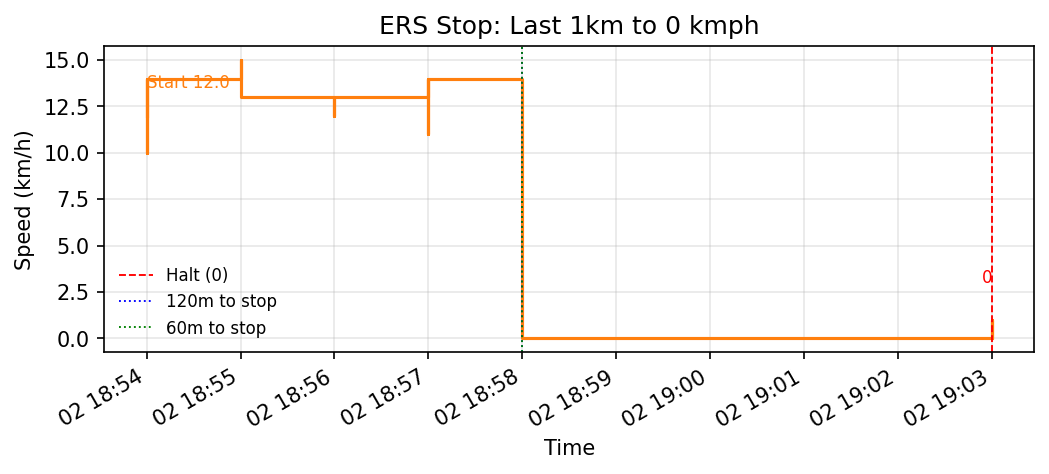 ERS Stop: Last 1km to 0 kmph
Speed (km/h)
15.0
12.5
10.0
7.5
5.0
2.5
0.0
Start 12.0
0
Halt (0)
120m to stop
60m to stop
02 18:54
02 18:55
02 18:56
02 18:57
02 18:58
02 18:59
02 19:00
02 19:01
02 19:02
02 19:03
Time